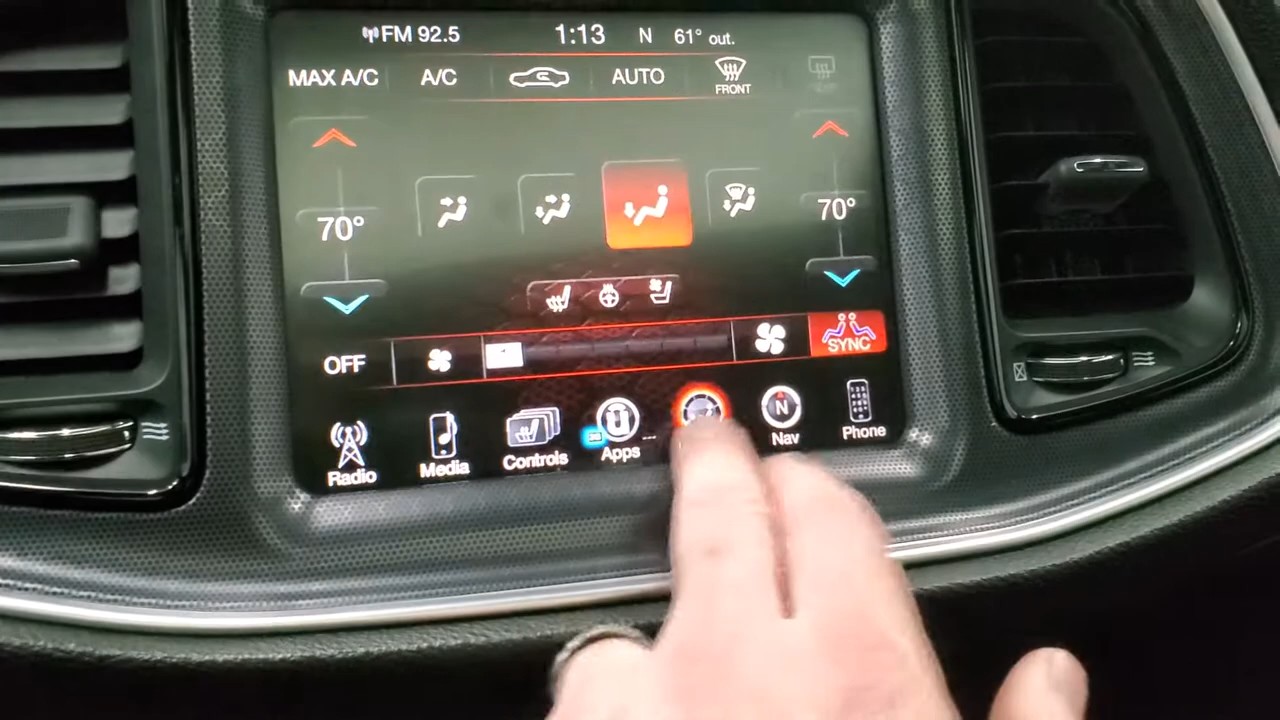 FM 92.5 1:13 N 61° out.
MAX A/C A/C AUTO FRONT
70° 70°
OFF SYNC
Radio Media Controls Apps N Nav Phone